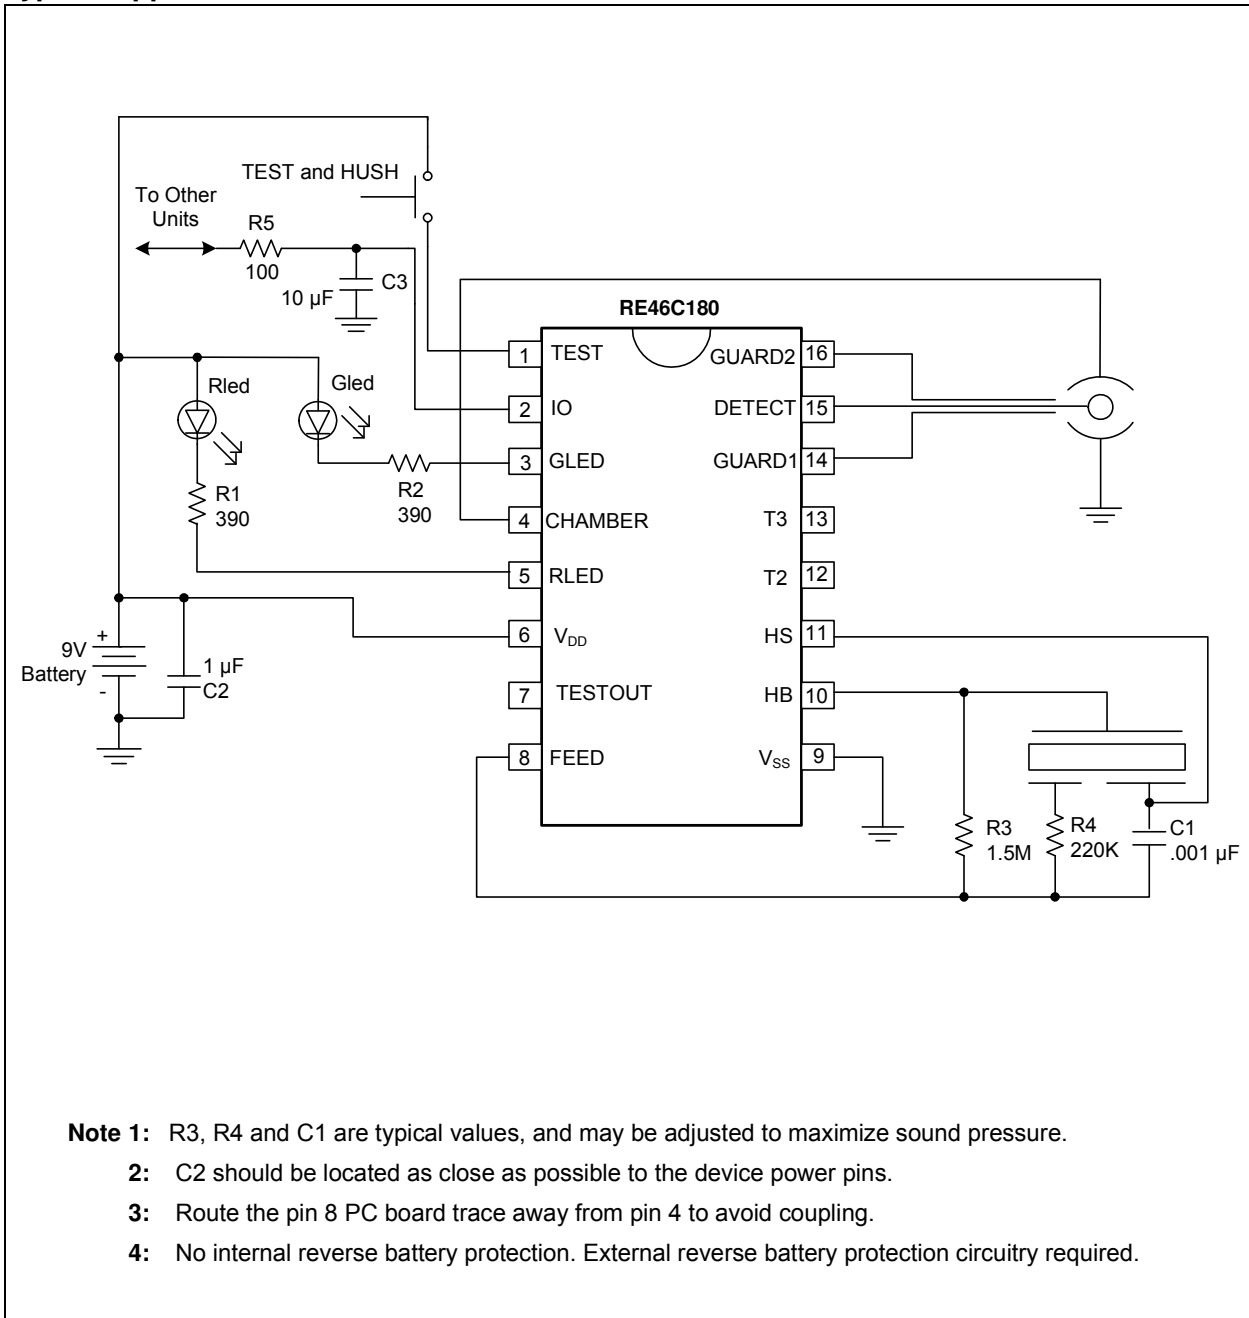 TEST and HUSH
To Other
Units
R5
100
10 µF
C3
RE46C180
1 TEST
GUARD2 16
Rled
Gled
2 IO
DETECT 15
3 GLED
GUARD1 14
R1
390
R2
390
4 CHAMBER
T3 13
5 RLED
T2 12
6 VDD
HS 11
9V
Battery
+
-
1 µF
C2
7 TESTOUT
HB 10
8 FEED
VSS 9
R3
1.5M
R4
220K
C1
.001 µF
Note 1: R3, R4 and C1 are typical values, and may be adjusted to maximize sound pressure.
2: C2 should be located as close as possible to the device power pins.
3: Route the pin 8 PC board trace away from pin 4 to avoid coupling.
4: No internal reverse battery protection. External reverse battery protection circuitry required.